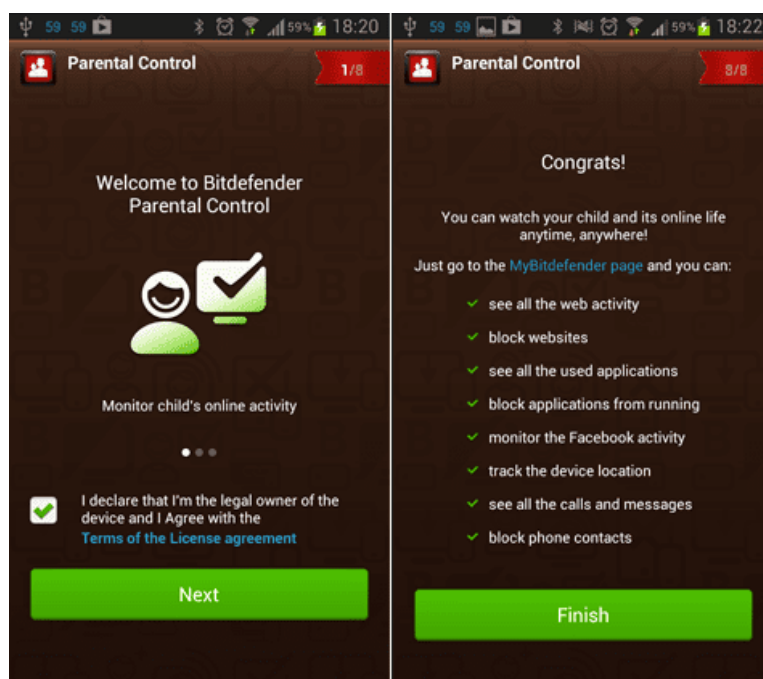 59 59 59% 18:20
Parental Control
1/8
Welcome to Bitdefender
Parental Control
Monitor child's online activity
I declare that I'm the legal owner of the
device and I Agree with the
Terms of the License agreement
Next
59 59 59% 18:22
Parental Control
8/8
Congrats!
You can watch your child and its online life
anytime, anywhere!
Just go to the MyBitdefender page and you can:
see all the web activity
block websites
see all the used applications
block applications from running
monitor the Facebook activity
track the device location
see all the calls and messages
block phone contacts
Finish